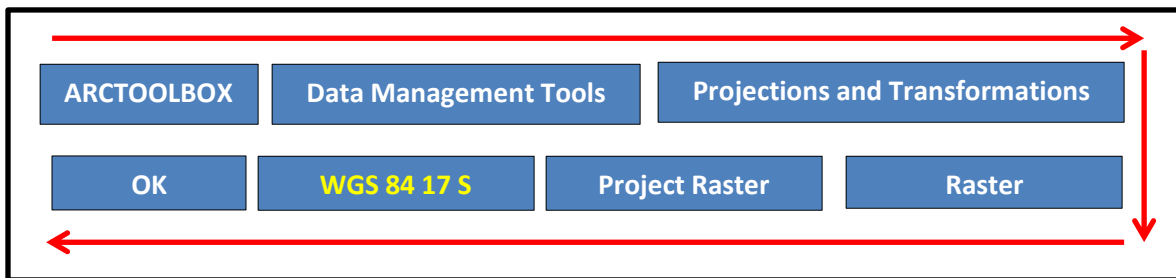 ARCTOOLBOX Data Management Tools Projections and Transformations
OK WGS 84 17 S Project Raster Raster